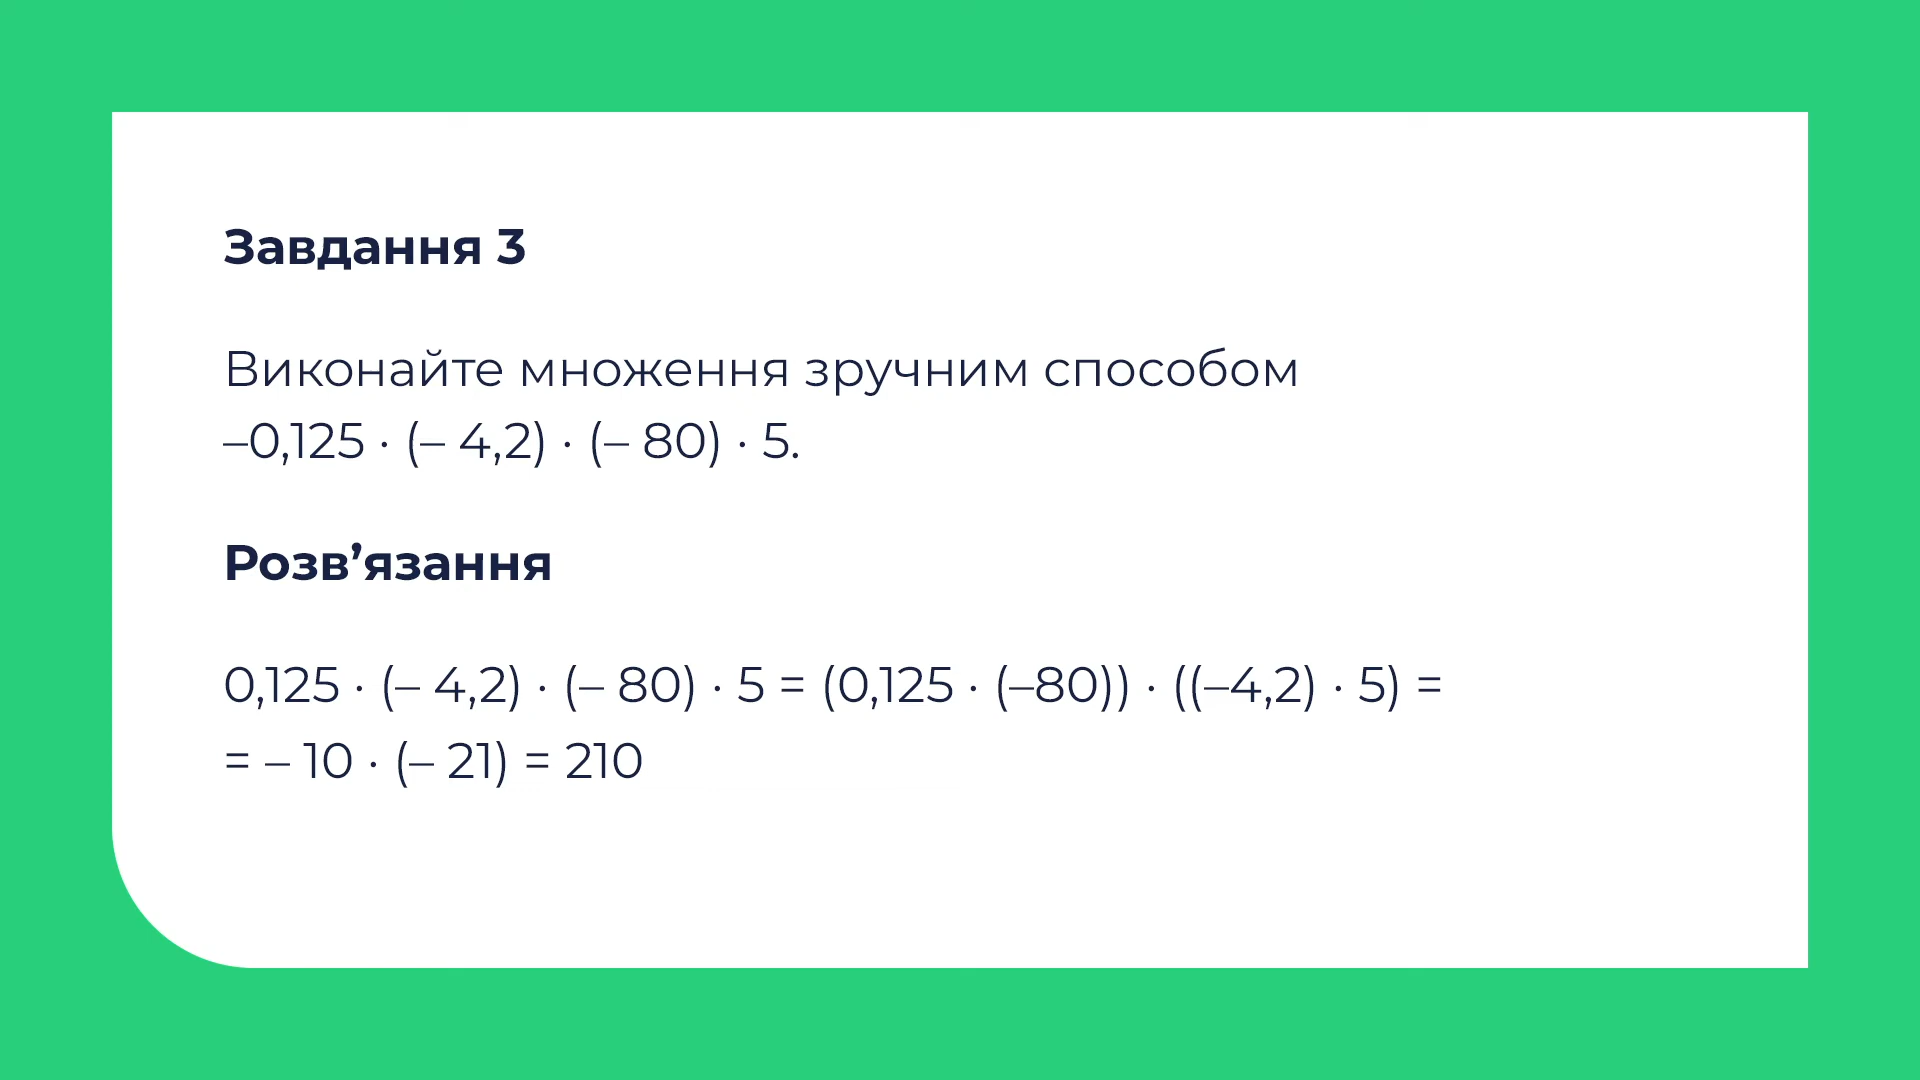 Завдання 3
Виконайте множення зручним способом
–0,125 · (– 4,2) · (– 80) · 5.
Розв’язання
0,125 · (– 4,2) · (– 80) · 5 = (0,125 · (–80)) · ((–4,2) · 5) =
= – 10 · (– 21) = 210